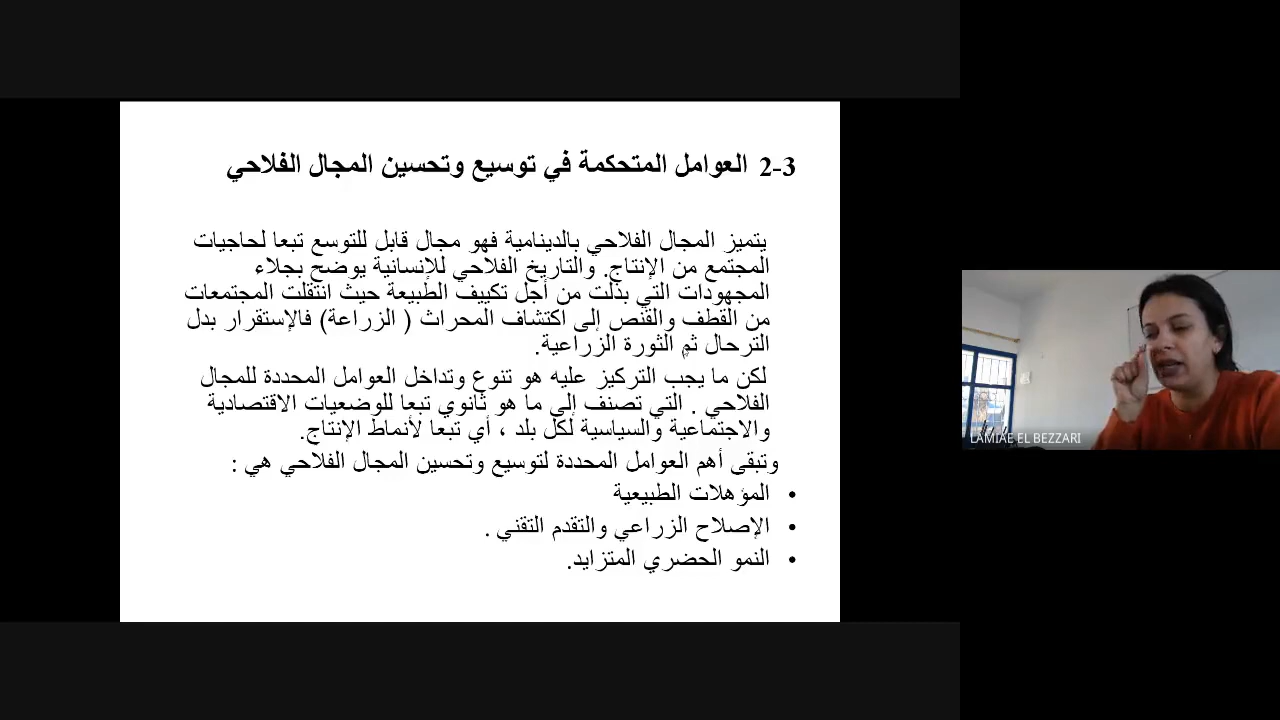 2-3 العوامل المتحكمة في توسيع وتحسين المجال الفلاحي
يتميز المجال الفلاحي بالدينامية فهو مجال قابل للتوسع تبعا لحاجيات
المجتمع من الإنتاج. والتاريخ الفلاحي للإنسانية يوضح بجلاء
المجهودات التي بذلت من أجل تكييف الطبيعة حيث انتقلت المجتمعات
من القطف والقنص إلى اكتشاف المحراث ( الزراعة) فالإستقرار بدل
الترحال ثم الثورة الزراعية.
لكن ما يجب التركيز عليه هو تنوع وتداخل العوامل المحددة للمجال
الفلاحي . التي تصنف إلى ما هو ثانوي تبعا للوضعيات الاقتصادية
والاجتماعية والسياسية لكل بلد ، أي تبعا لأنماط الإنتاج.
وتبقى أهم العوامل المحددة لتوسيع وتحسين المجال الفلاحي هي :
• المؤهلات الطبيعية
• الإصلاح الزراعي والتقدم التقني .
• النمو الحضري المتزايد.
LAMIAE EL BEZZARI